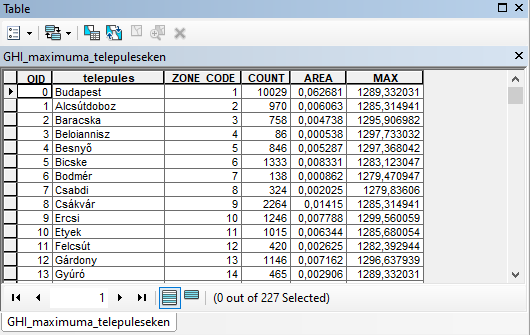 Table
GHI_maximuma_telepuleseken
OID telepules ZONE_CODE COUNT AREA MAX
0 Budapest 1 10029 0,062681 1289,332031
1 Alcsútdoboz 2 970 0,006063 1285,314941
2 Baracska 3 758 0,004738 1295,906982
3 Beloiannisz 4 86 0,000538 1297,733032
4 Besnyő 5 846 0,005287 1297,368042
5 Bicske 6 1333 0,008331 1283,123047
6 Bodmér 7 138 0,000862 1279,470947
7 Csabdi 8 324 0,002025 1279,83606
8 Csákvár 9 2264 0,01415 1285,314941
9 Ercsi 10 1246 0,007788 1299,560059
10 Etyek 11 1015 0,006344 1285,680054
11 Felcsút 12 420 0,002625 1282,392944
12 Gárdony 13 1146 0,007162 1296,637939
13 Gyúró 14 465 0,002906 1289,332031
1 (0 out of 227 Selected)
GHI_maximuma_telepuleseken